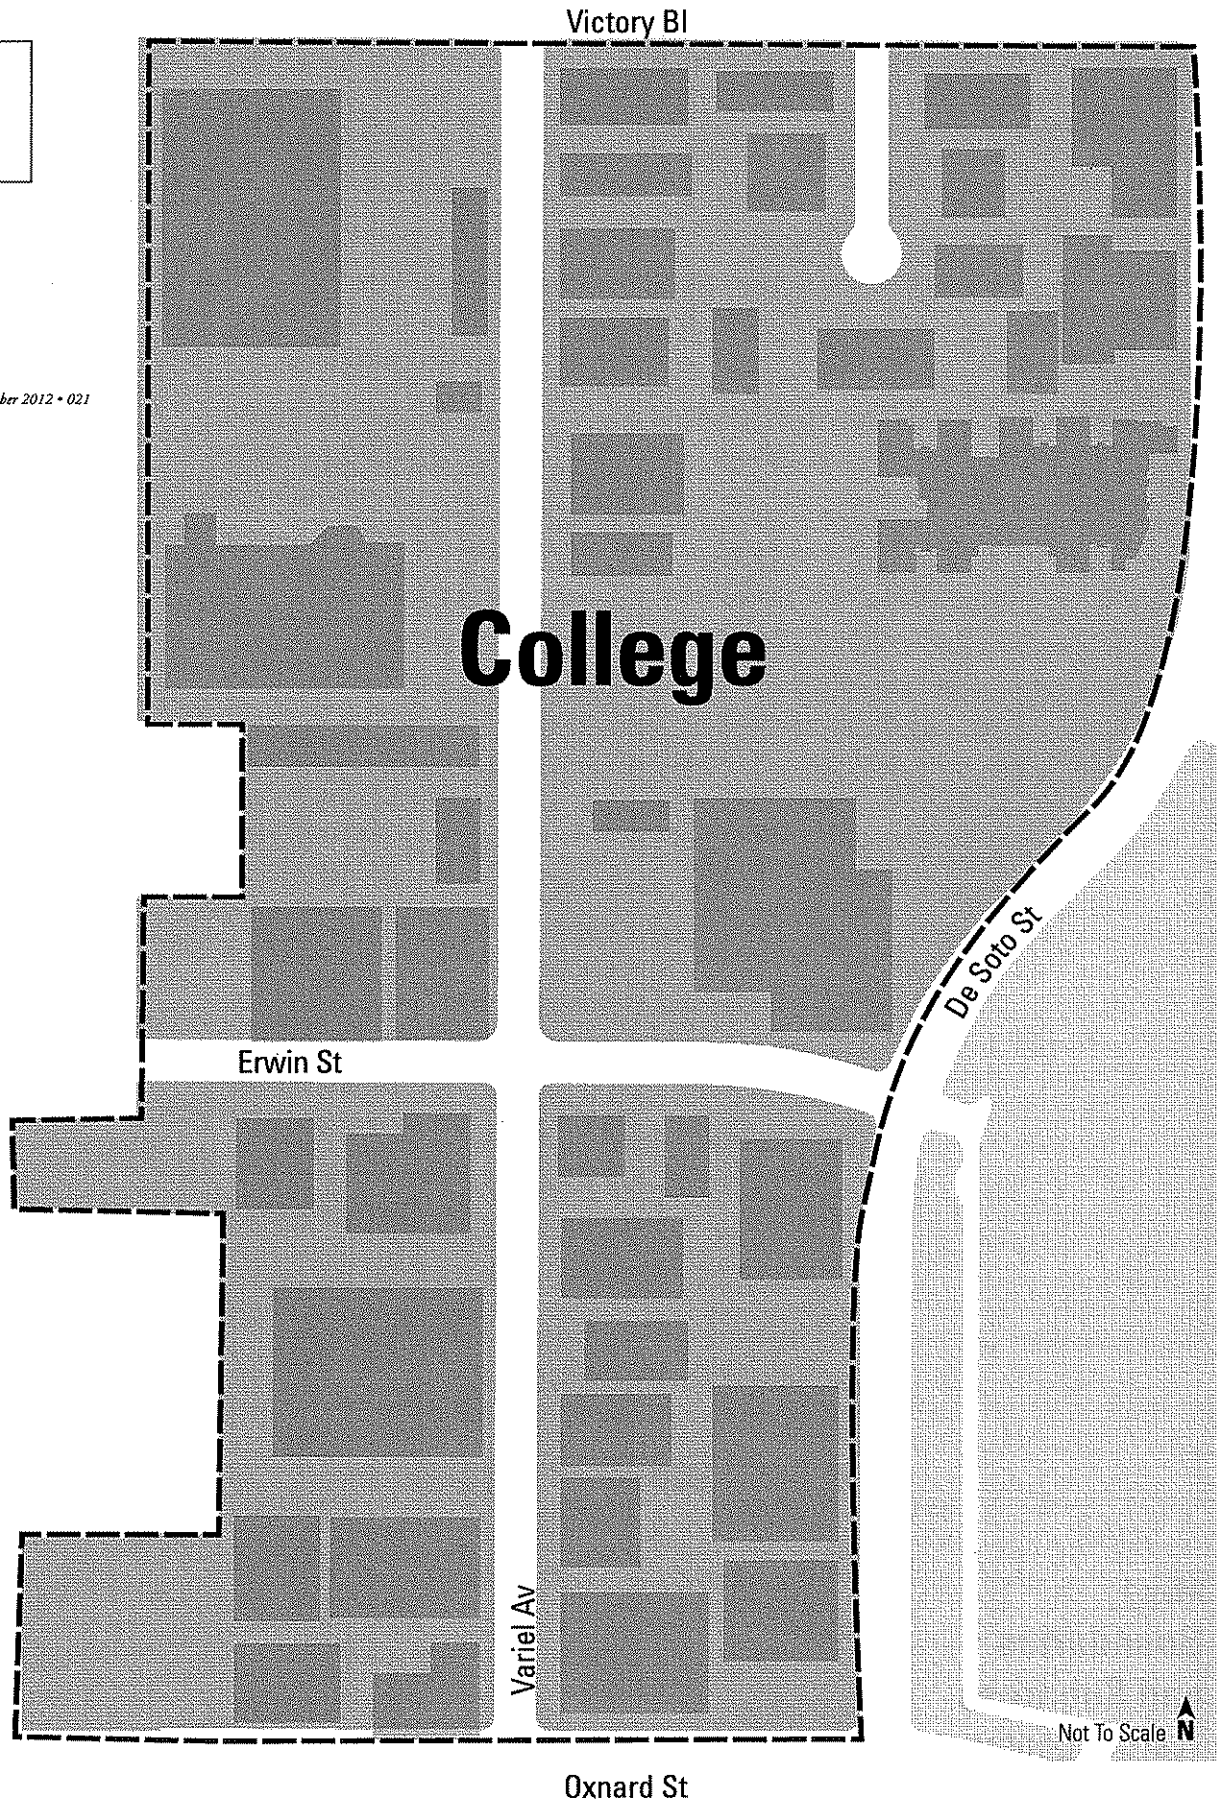 Victory Bl
ber 2012 • 021
College
De Soto St
Erwin St
Variel Av
Not To Scale N
Oxnard St